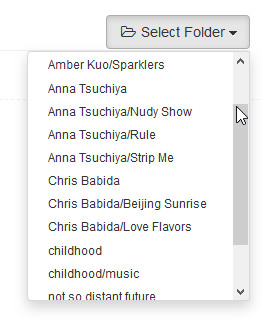 Select Folder
Amber Kuo/Sparklers
Anna Tsuchiya
Anna Tsuchiya/Nudy Show
Anna Tsuchiya/Rule
Anna Tsuchiya/Strip Me
Chris Babida
Chris Babida/Beijing Sunrise
Chris Babida/Love Flavors
childhood
childhood/music
not so distant future